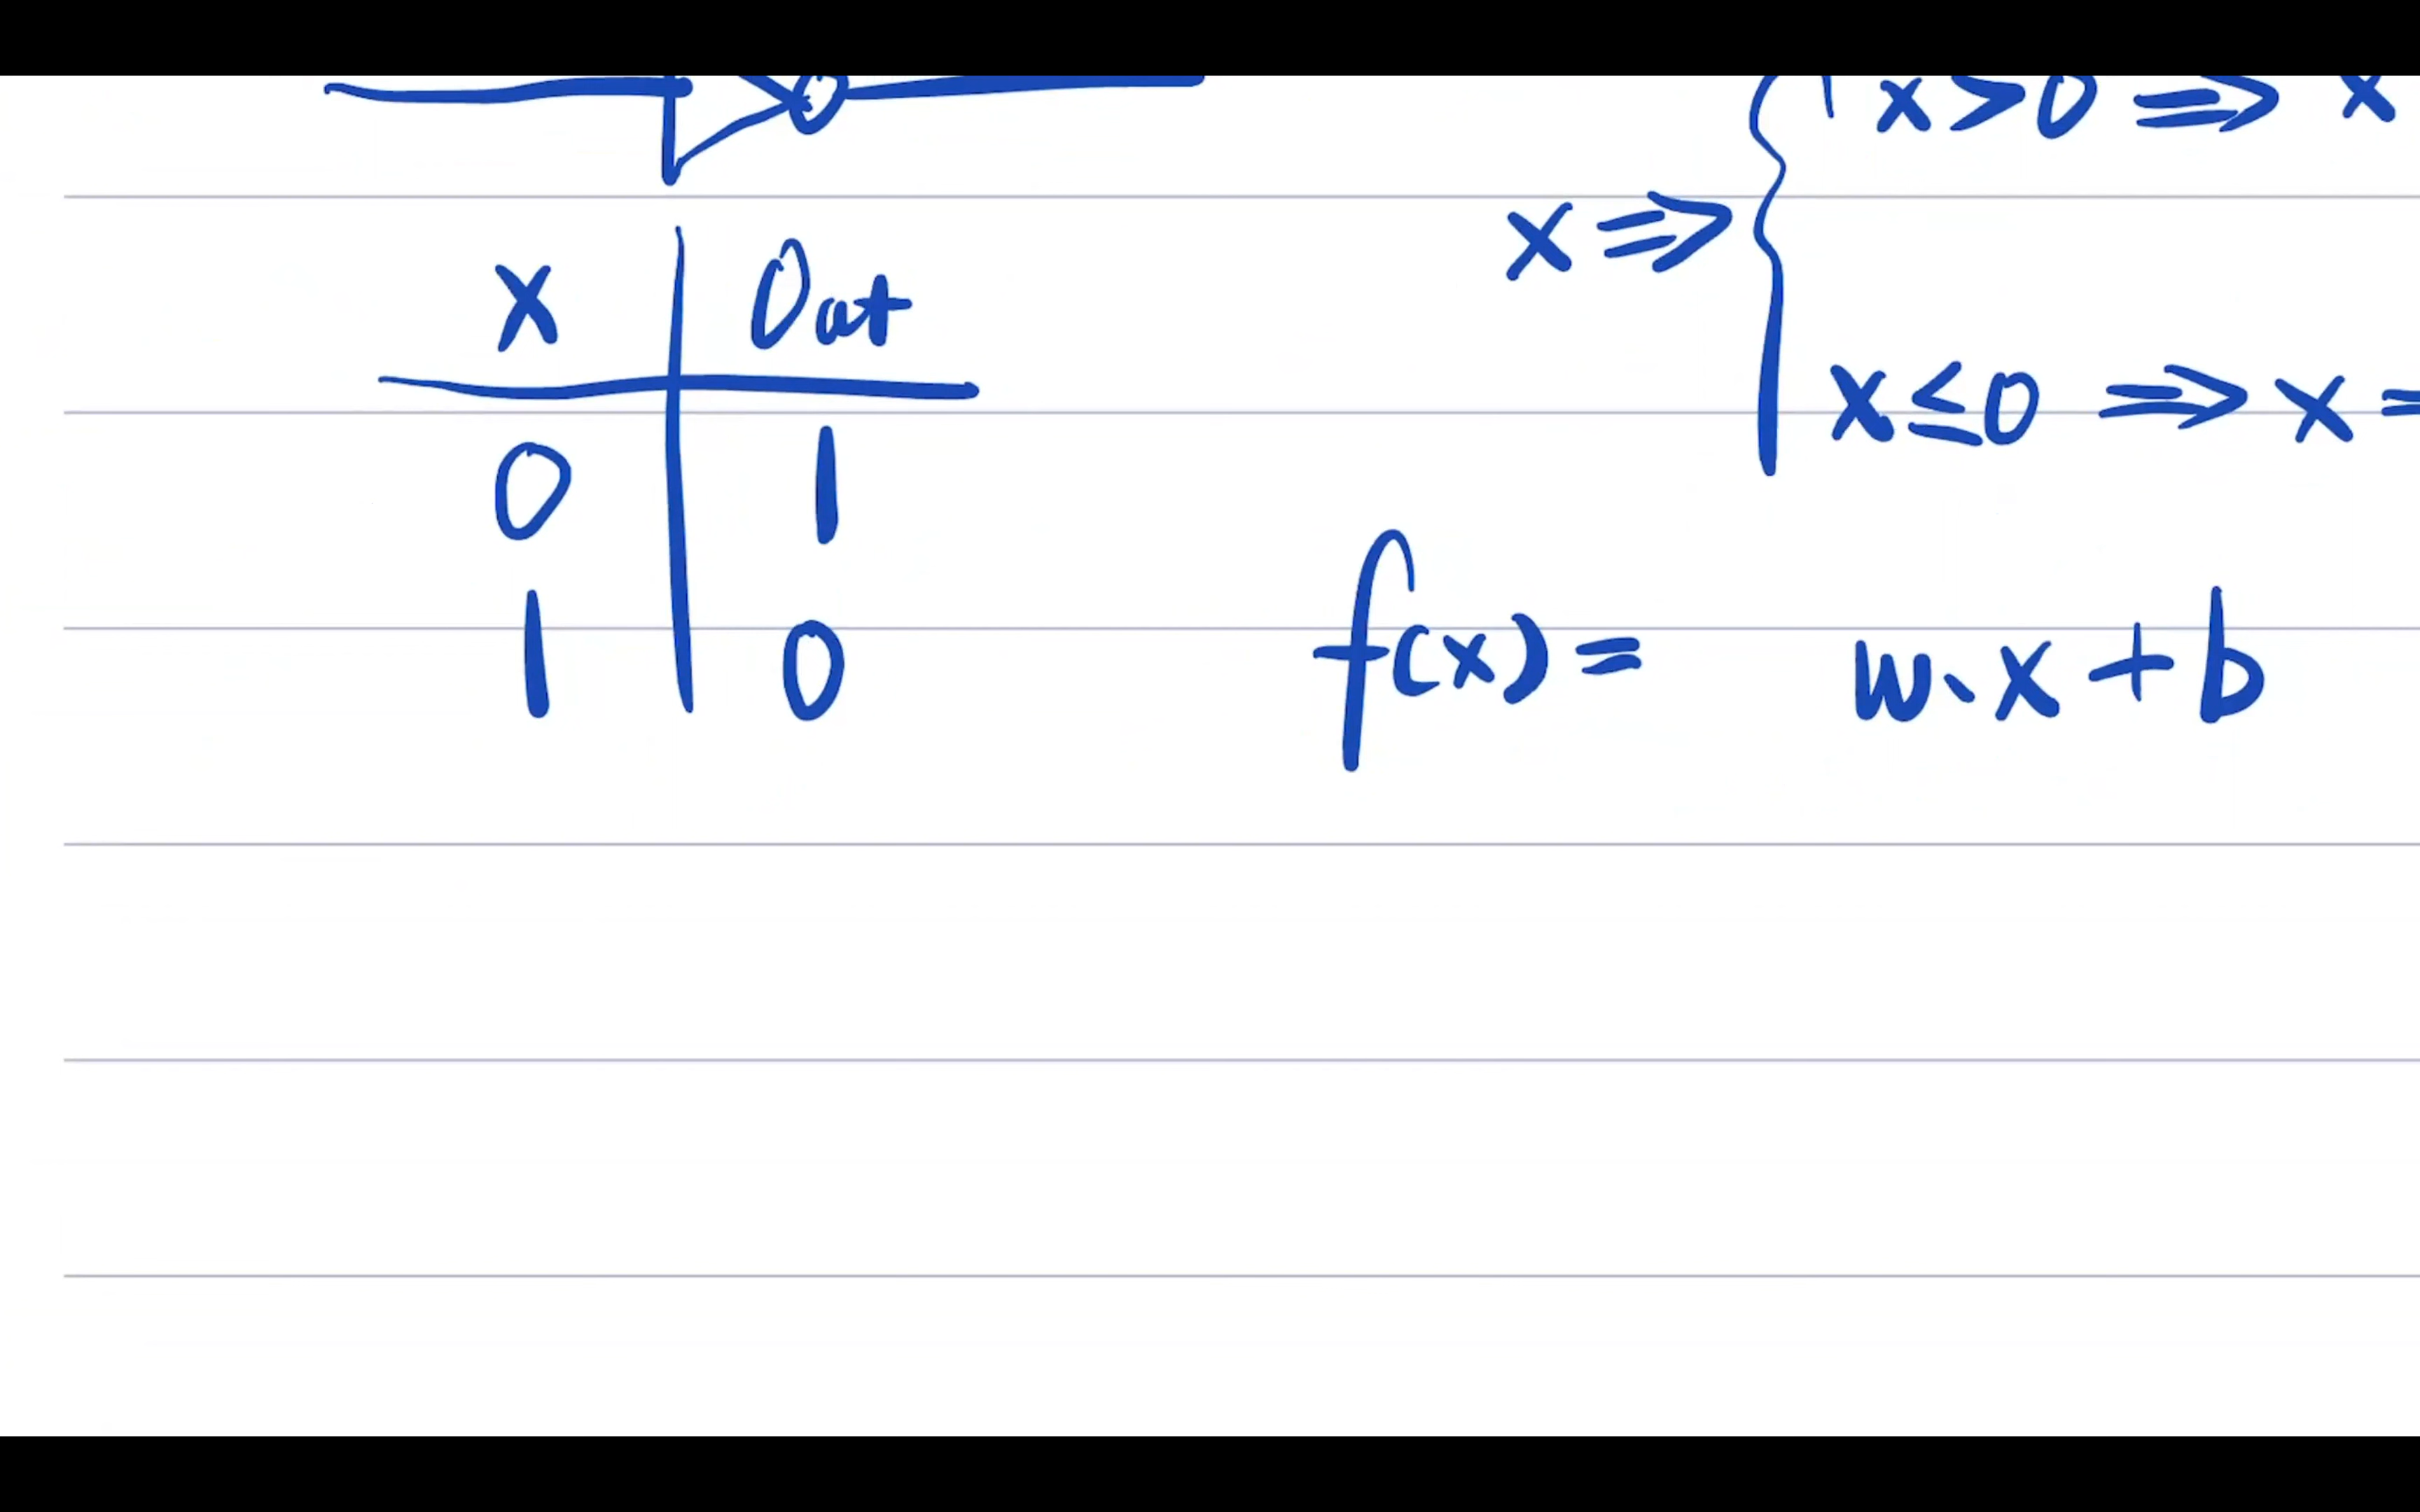 x>0 ⇒ x
x ⇒ {
x≤0 ⇒ x =
x | Out
0 | 1
1 | 0
f(x) = w·x+b